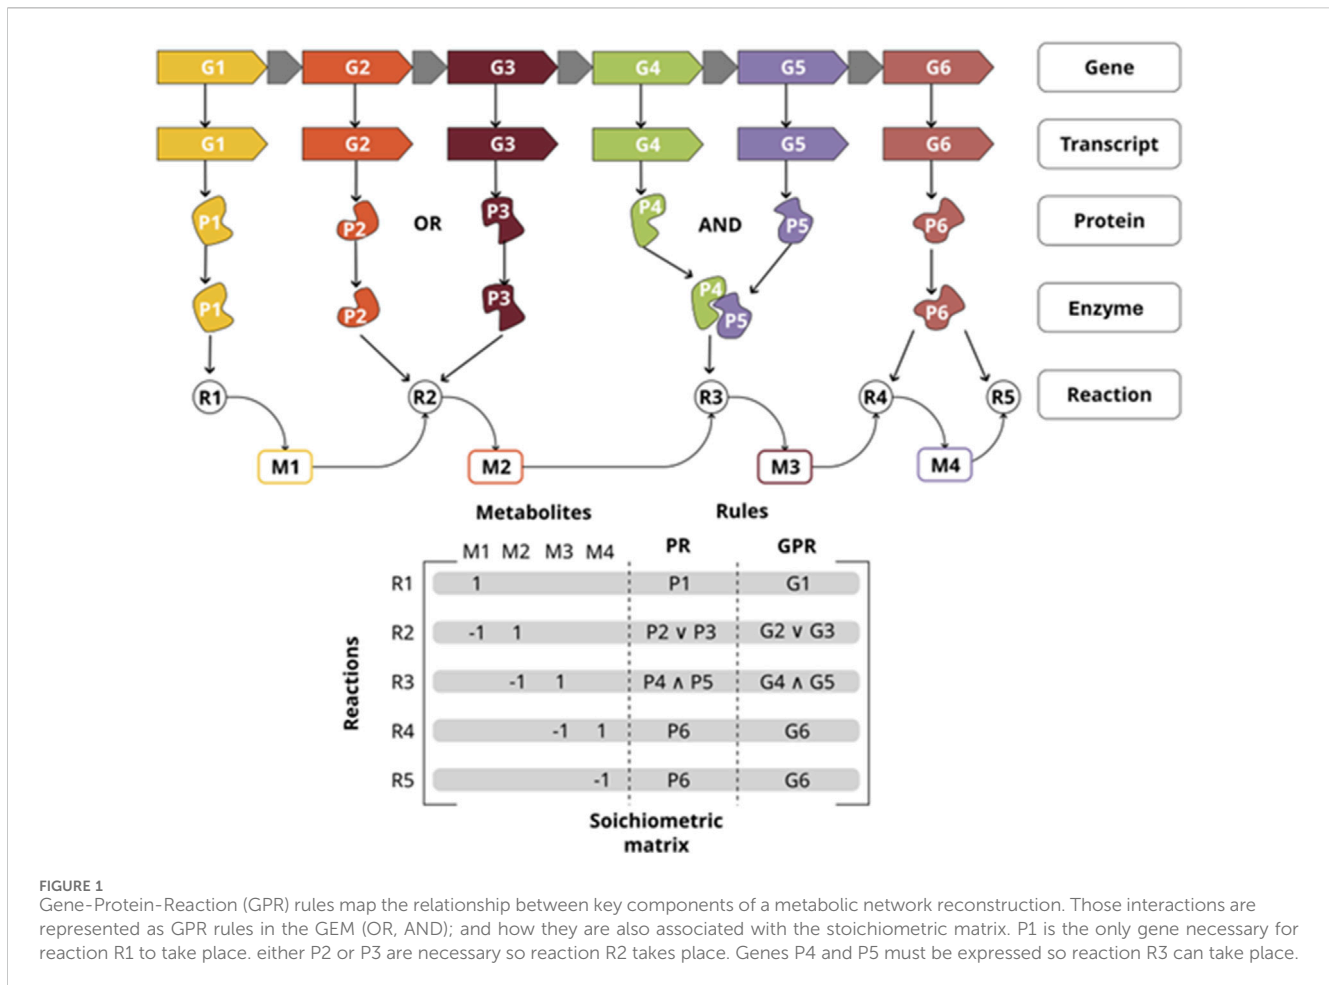 G1 G2 G3 G4 G5 G6 Gene
G1 G2 G3 G4 G5 G6 Transcript
P1 P2 OR P3 P4 AND P5 P6 Protein
P1 P2 P3 P4 P5 P6 Enzyme
R1 R2 R3 R4 R5 Reaction
M1 M2 M3 M4
Metabolites Rules
M1 M2 M3 M4 PR GPR
Reactions
R1 1 P1 G1
R2 -1 1 P2 ∨ P3 G2 ∨ G3
R3 -1 1 P4 ∧ P5 G4 ∧ G5
R4 -1 1 P6 G6
R5 -1 P6 G6
Soichiometric
matrix
FIGURE 1
Gene-Protein-Reaction (GPR) rules map the relationship between key components of a metabolic network reconstruction. Those interactions are
represented as GPR rules in the GEM (OR, AND); and how they are also associated with the stoichiometric matrix. P1 is the only gene necessary for
reaction R1 to take place. either P2 or P3 are necessary so reaction R2 takes place. Genes P4 and P5 must be expressed so reaction R3 can take place.